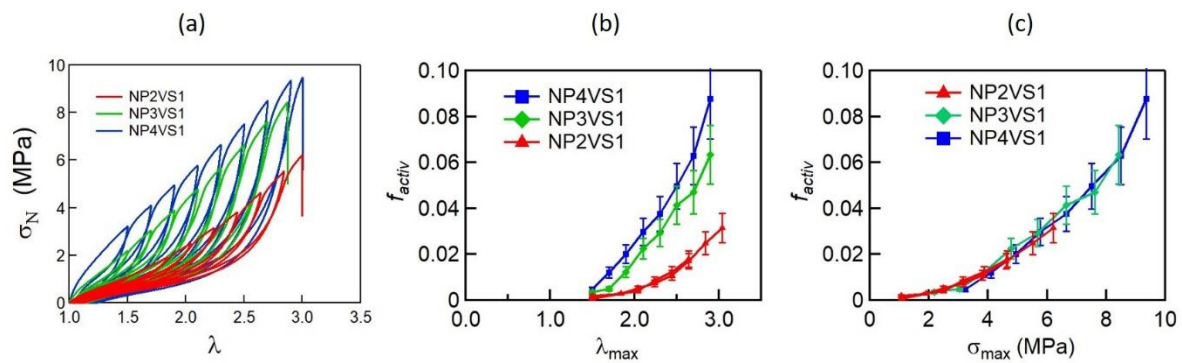 (a)
10
8
6
4
2
0
σN (MPa)
NP2VS1
NP3VS1
NP4VS1
1.0 1.5 2.0 2.5 3.0 3.5
λ
(b)
0.10
0.08
0.06
0.04
0.02
0
factiv
NP4VS1
NP3VS1
NP2VS1
0.0 1.0 2.0 3.0
λmax
(c)
0.10
0.08
0.06
0.04
0.02
0
factiv
NP2VS1
NP3VS1
NP4VS1
0 2 4 6 8 10
σmax (MPa)